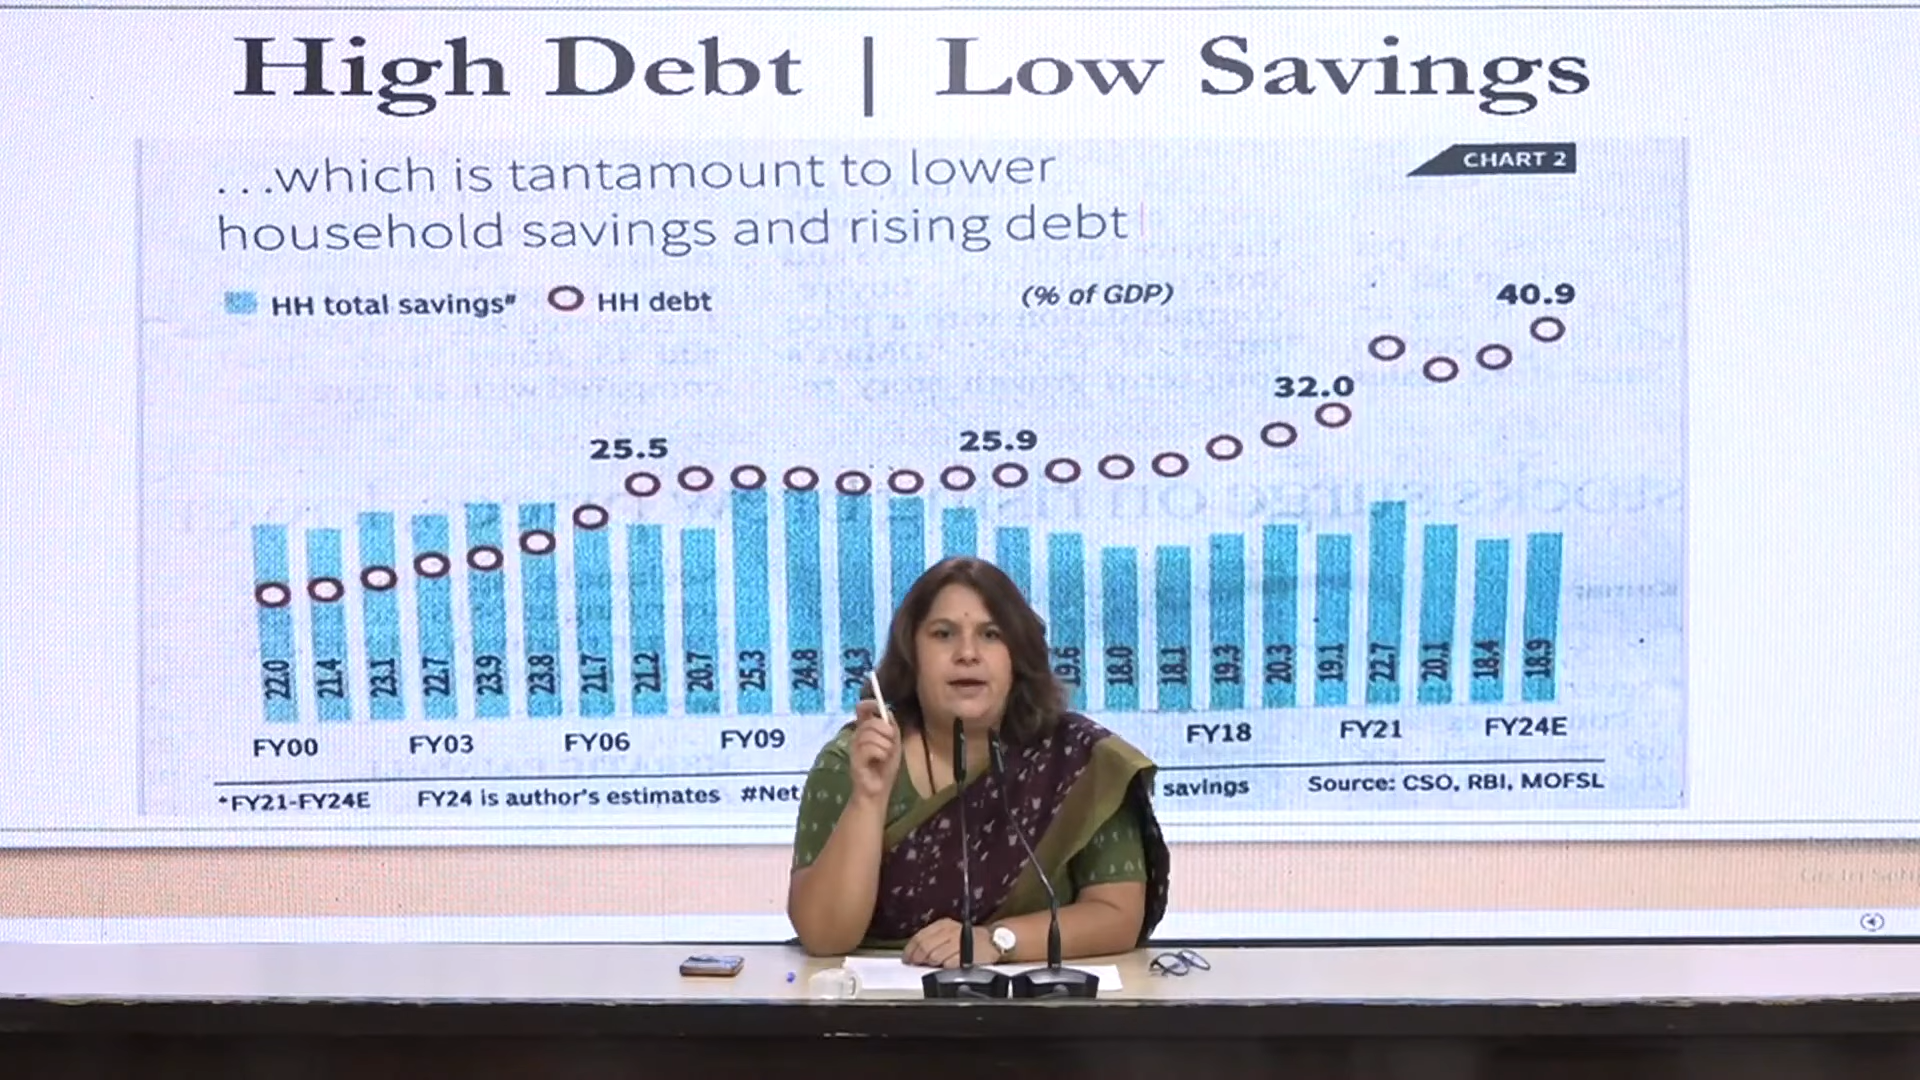 High Debt | Low Savings
...which is tantamount to lower
household savings and rising debt
CHART 2
HH total savings# HH debt (% of GDP)
40.9
32.0
25.5
25.9
22.0 21.4 23.1 22.7 23.9 23.8 21.7 21.2 20.7 25.3 24.8 24.3 19.6 18.0 18.1 19.3 20.3 19.1 22.7 20.1 18.4 18.9
FY00 FY03 FY06 FY09 FY18 FY21 FY24E
*FY21-FY24E FY24 is author's estimates #Net savings Source: CSO, RBI, MOFSL